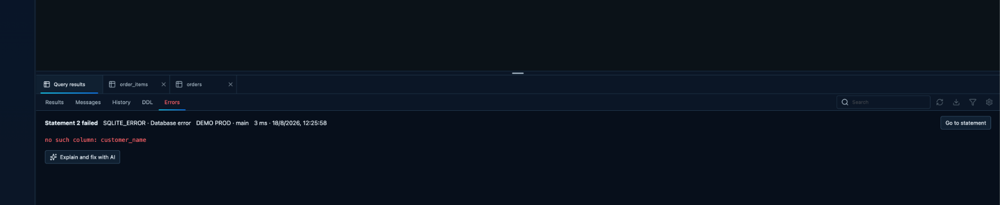 Query results order_items orders
Results Messages History DDL Errors Search
Statement 2 failed SQLITE_ERROR · Database error DEMO PROD · main 3 ms · 18/8/2026, 12:25:58 Go to statement
no such column: customer_name
Explain and fix with AI